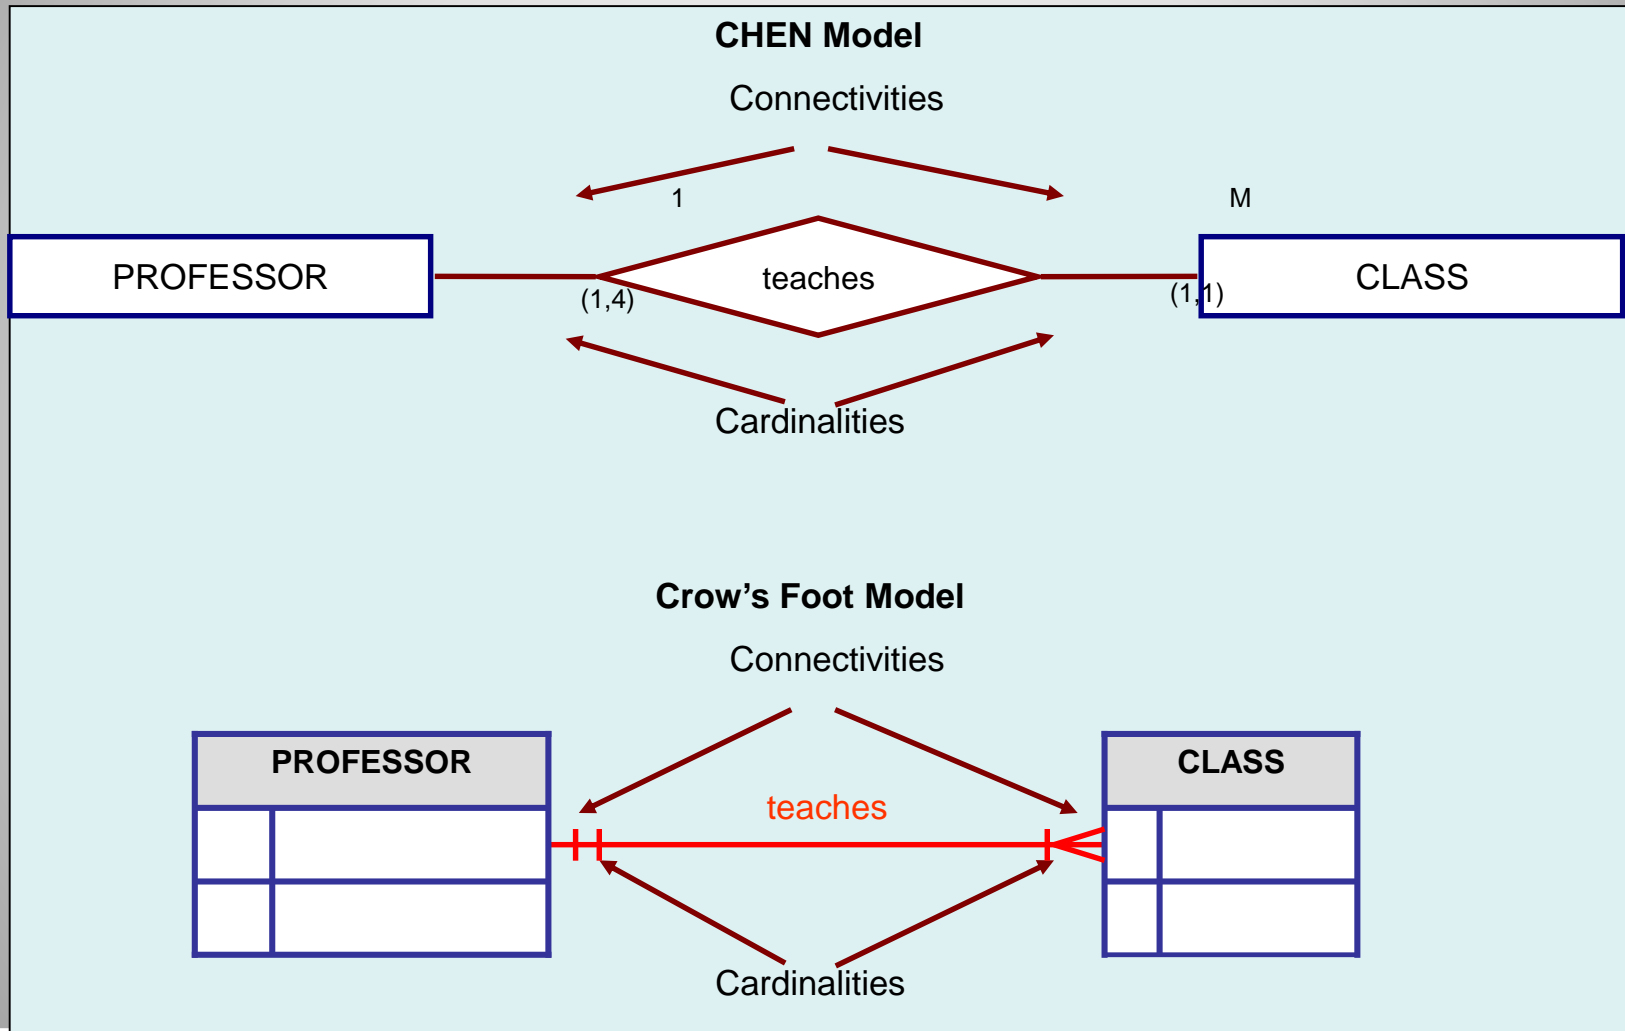 CHEN Model
Connectivities
1
M
PROFESSOR
teaches
CLASS
(1,4)
(1,1)
Cardinalities
Crow’s Foot Model
Connectivities
PROFESSOR
CLASS
teaches
Cardinalities